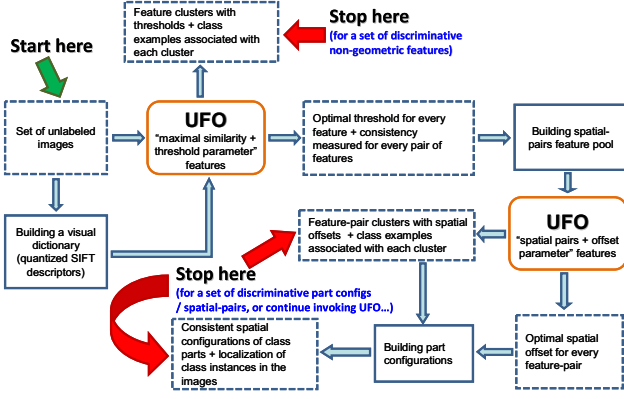 Feature clusters with
thresholds + class
examples associated with
each cluster
Stop here
(for a set of discriminative
non-geometric features)
Start here
Set of unlabeled
images
UFO
“maximal similarity +
threshold parameter”
features
Optimal threshold for every
feature + consistency
measured for every pair of
features
Building spatial-
pairs feature pool
Building a visual
dictionary
(quantized SIFT
descriptors)
Feature-pair clusters with spatial
offsets + class examples
associated with each cluster
UFO
“spatial pairs + offset
parameter” features
Stop here
(for a set of discriminative part configs
/ spatial-pairs, or continue invoking UFO…)
Consistent spatial
configurations of class
parts + localization of
class instances in the
images
Building part
configurations
Optimal spatial
offset for every
feature-pair